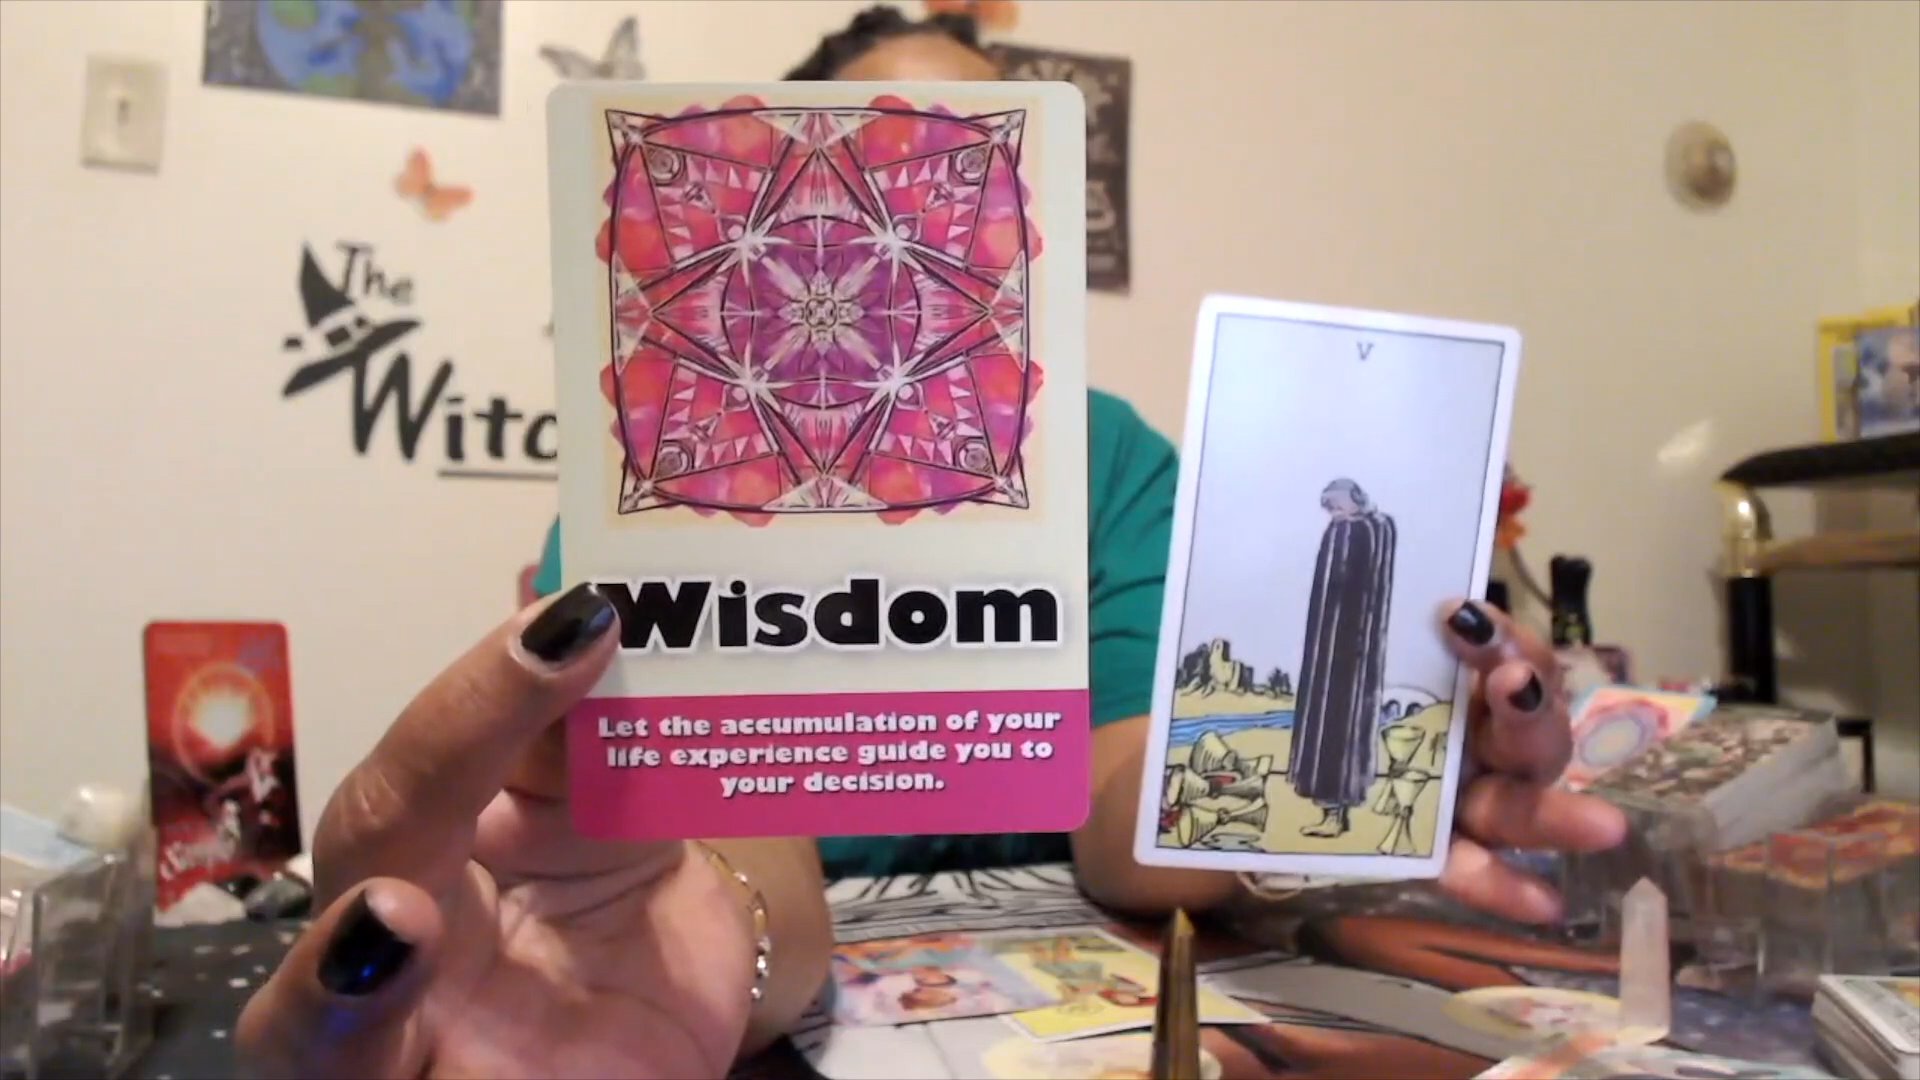 The
Witc
Wisdom
Let the accumulation of your
life experience guide you to
your decision.
V